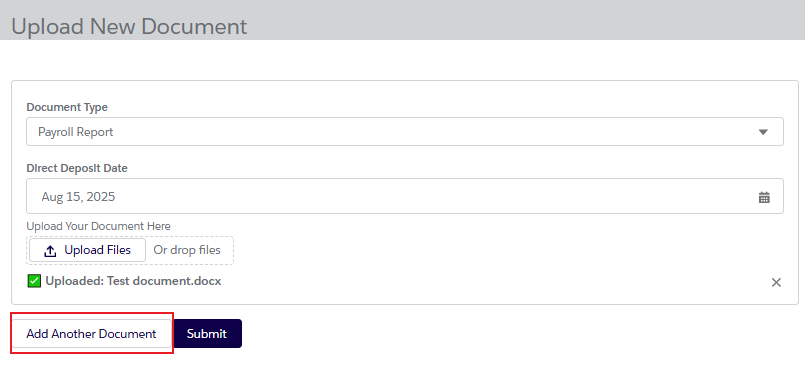 Upload New Document
Document Type
Payroll Report
Direct Deposit Date
Aug 15, 2025
Upload Your Document Here
Upload Files Or drop files
Uploaded: Test document.docx
Add Another Document Submit